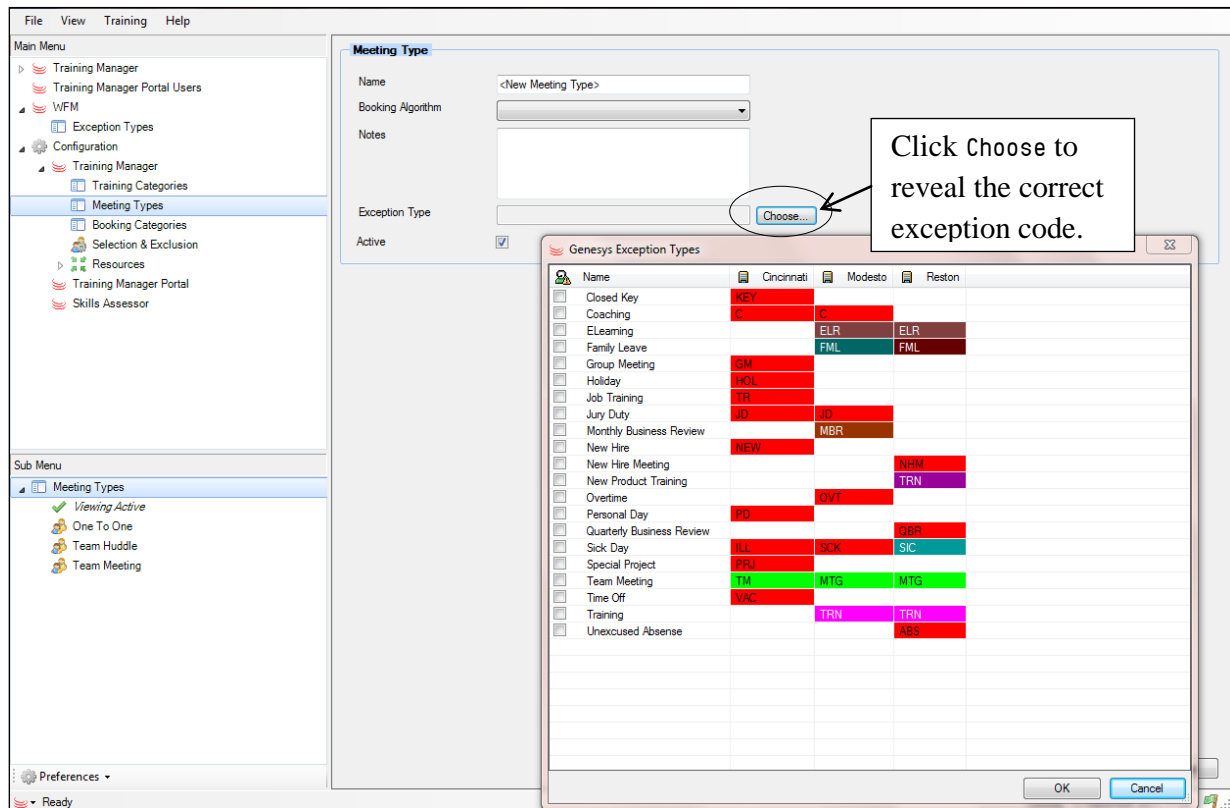 File View Training Help
Main Menu
Training Manager
Training Manager Portal Users
WFM
Exception Types
Configuration
Training Manager
Training Categories
Meeting Types
Booking Categories
Selection & Exclusion
Resources
Training Manager Portal
Skills Assessor
Sub Menu
Meeting Types
Viewing Active
One To One
Team Huddle
Team Meeting
Preferences
Ready
Meeting Type
Name <New Meeting Type>
Booking Algorithm
Notes
Exception Type Choose...
Active
Click Choose to
reveal the correct
exception code.
Genesys Exception Types
Name Cincinnati Modesto Reston
Closed Key KEY
Coaching C C
ELearning ELR ELR
Family Leave FML FML
Group Meeting GM
Holiday HOL
Job Training TR
Jury Duty JD JD
Monthly Business Review MBR
New Hire NEW
New Hire Meeting NHM
New Product Training TRN
Overtime OVT
Personal Day PD
Quarterly Business Review QBR
Sick Day ILL SCK SIC
Special Project PRJ
Team Meeting TM MTG MTG
Time Off VAC
Training TRN TRN
Unexcused Absense ABS
OK Cancel